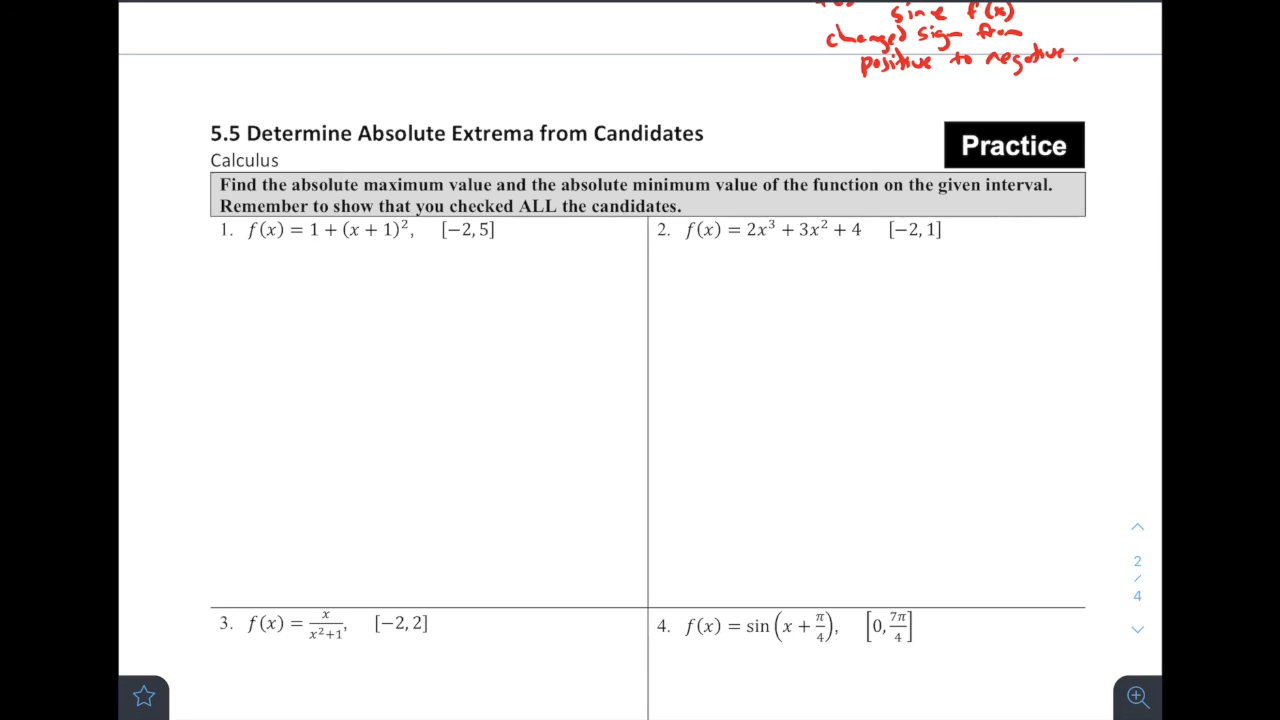 sine f(x)
changed sign from
positive to negative.
5.5 Determine Absolute Extrema from Candidates
Calculus
Practice
Find the absolute maximum value and the absolute minimum value of the function on the given interval.
Remember to show that you checked ALL the candidates.
1. f(x) = 1 + (x + 1)², [−2, 5]
2. f(x) = 2x³ + 3x² + 4 [−2, 1]
2
/
4
3. f(x) = x/(x²+1), [−2, 2]
4. f(x) = sin(x + π/4), [0, 7π/4]